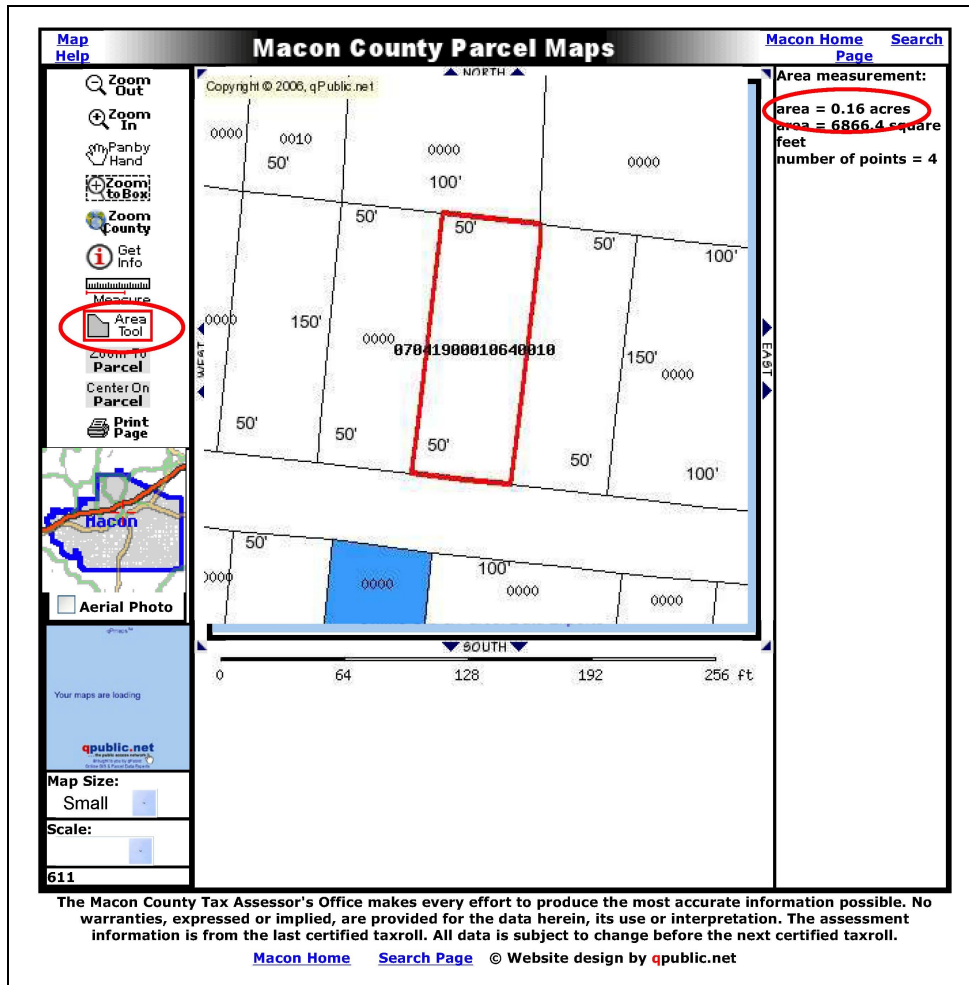 Map
Help
Macon County Parcel Maps
Macon Home Search
Page
Zoom
Out
Zoom
In
Pan by
Hand
Zoom
to Box
Zoom
County
Get
Info
Measure
Area
Tool
Zoom To
Parcel
Center On
Parcel
Print
Page
Macon
Aerial Photo
qPmaps™
Your maps are loading
qpublic.net
Map Size:
Small
Scale:
611
NORTH
Copyright © 2006, qPublic.net
0000
0010
50'
0000
100'
0000
50'
50'
50'
100'
0000
150'
0000
07041900010640010
150'
0000
50'
50'
50'
50'
100'
50'
0000
0000
100'
0000
0000
WEST
EAST
SOUTH
0 64 128 192 256 ft
Area measurement:
area = 0.16 acres
area = 6866.4 square
feet
number of points = 4
The Macon County Tax Assessor's Office makes every effort to produce the most accurate information possible. No
warranties, expressed or implied, are provided for the data herein, its use or interpretation. The assessment
information is from the last certified taxroll. All data is subject to change before the next certified taxroll.
Macon Home Search Page © Website design by qpublic.net